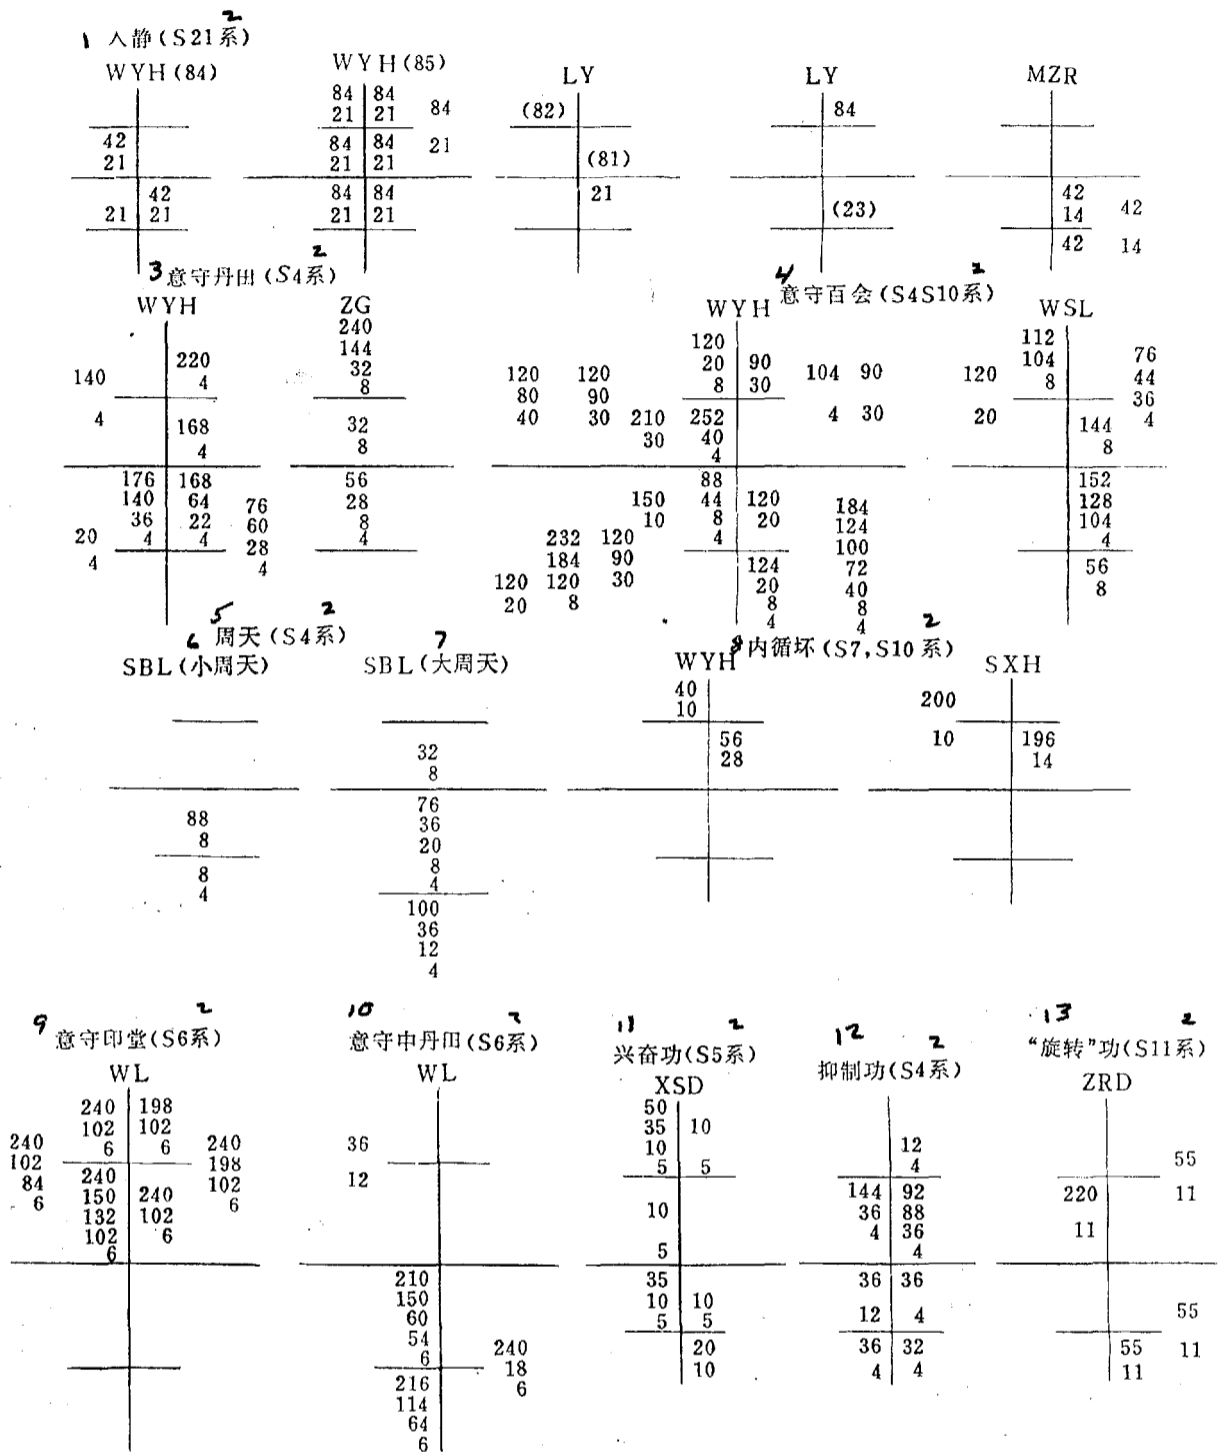 2
1 入静(S21系)
WYH(84) WYH(85) LY LY MZR
84 84 84
21 21 84 (82)
42 84 84 21
21 21 21 (81)
42 84 84 21 42
21 21 21 21 (23) 14 42
42 14
2 2
3 意守丹田(S4系) 4 意守百会(S4S10系)
WYH ZG WYH WSL
240 120 112
220 144 20 90 104 76
140 4 32 120 120 8 30 104 90 120 8 44
8 80 90 36
4 168 32 40 30 210 252 4 30 20 144 4
4 8 30 40 8
4
176 168 56 88 152
140 64 76 28 150 44 120 184 128
36 22 60 8 10 8 20 124 104
20 4 4 28 4 232 120 4 100 4
4 4 184 90 124 72 56
120 120 30 20 40 8
20 8 8 8
4 4
5 2 2
6 周天(S4系) 7 8 内循坏(S7,S10系)
SBL(小周天) SBL(大周天) WYH SXH
40 200
10
32 56 10 196
8 28 14
88 76
8 36
20
8 8
4 4
100
36
12
4
2 10 2 11 2 12 2 13 2
9 意守印堂(S6系) 意守中丹田(S6系) 兴奋功(S5系) 抑制功(S4系) “旋转”功(S11系)
WL WL XSD ZRD
240 198 50
102 102 35 10
240 6 6 240 36 10 12
102 198 5 5 4 55
84 240 102 12 144 92 220 11
6 150 240 6 10 36 88
132 102 4 36 11
102 6 5 4
6
210 35 36 36
150 10 10
60 5 5 12 4 55
54
6 240 20 36 32 55 11
216 18 10 4 4 11
114 6
64
6